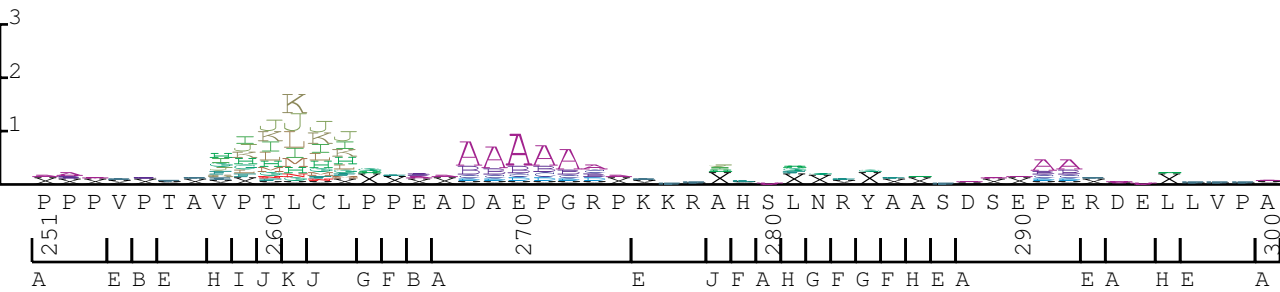 3
2
1
K
A A A A A
P P P V P T A V P T L C L P P E A D A E P G R P K K R A H S L N R Y A A S D S E P E R D E L L V P A
251 260 270 280 290 300
A E B E H I J K J G F B A E J F A H G F G F H E A E A H E A